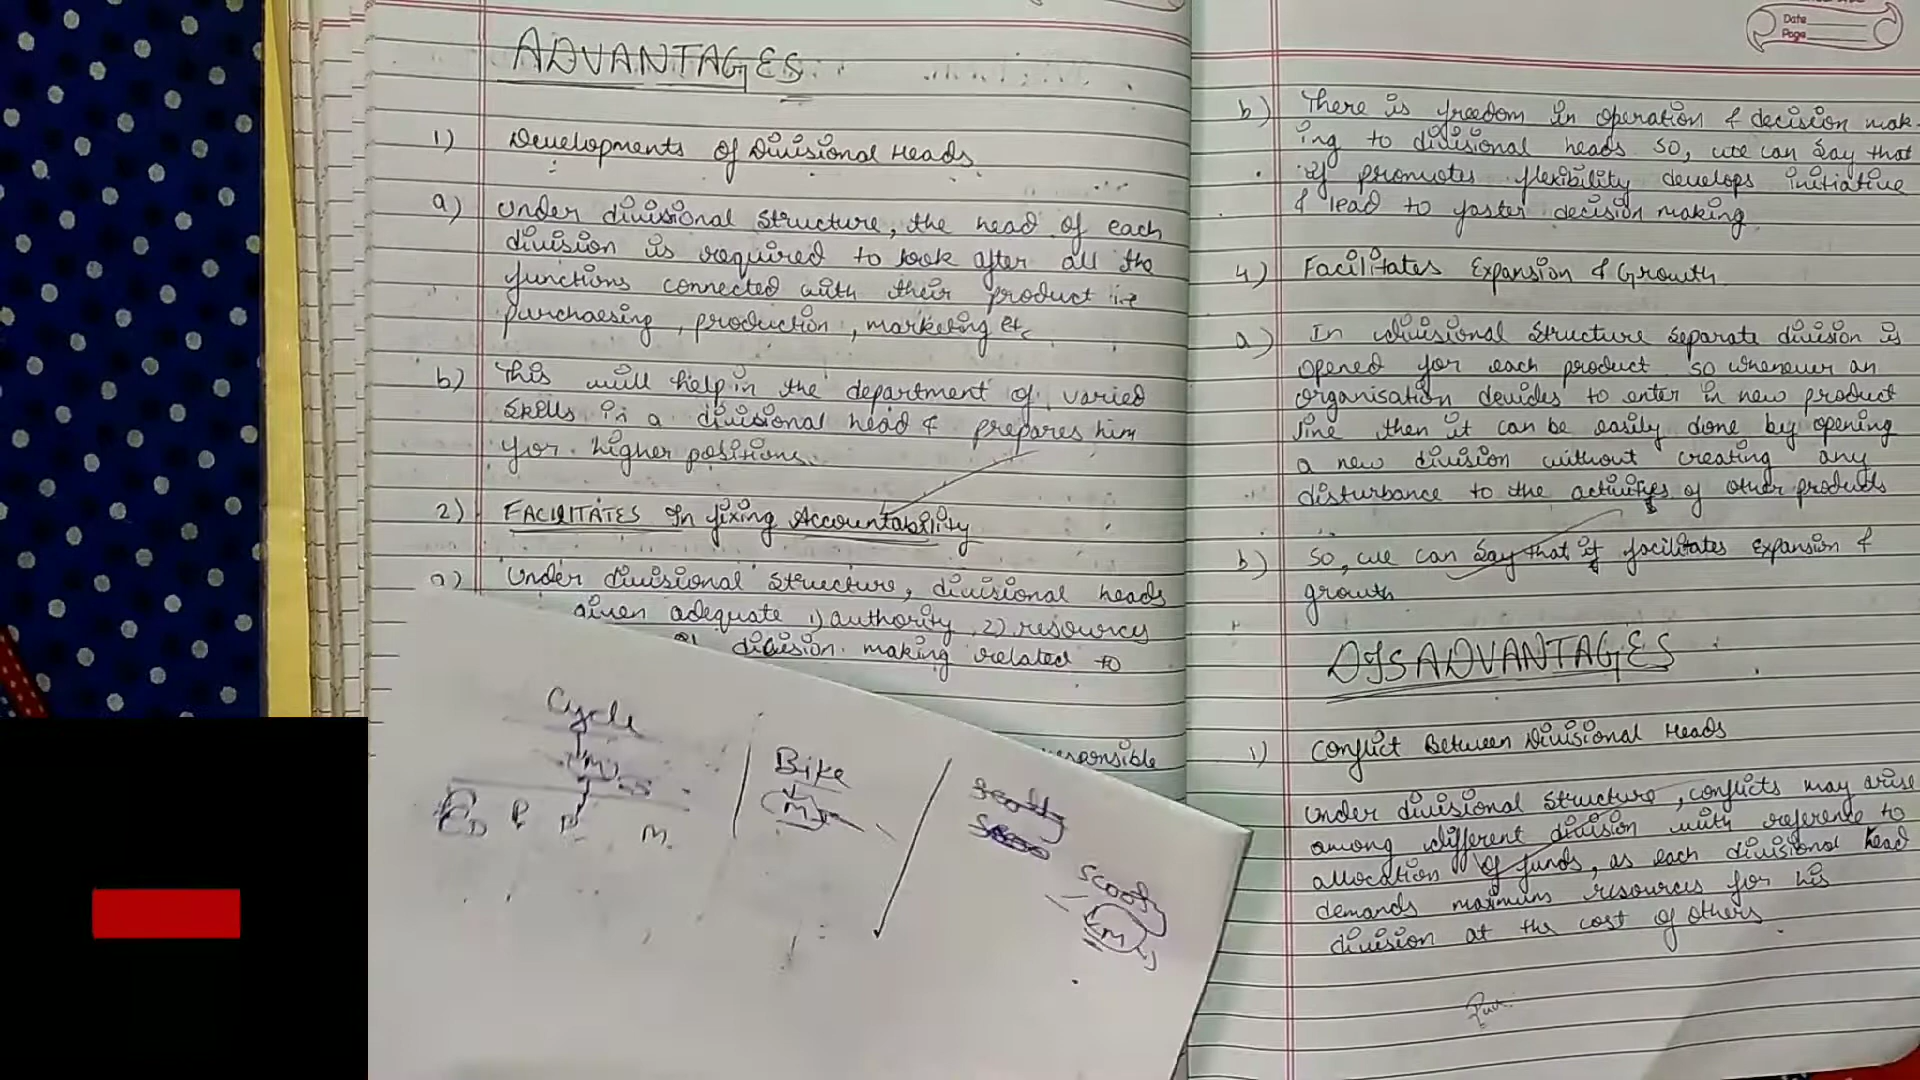 ADVANTAGES
1) Developments of Divisional Heads
a) Under divisional structure, the head of each
division is required to look after all the
functions connected with their product i.e
purchaesing, production, marketing etc
b) This will help in the department of varied
skills in a divisional head & prepares him
for higher positions.
2) FACILITATES In fixing Accountability
a) Under divisional structure, divisional heads
given adequate 1) authority 2) resources
division making related to
responsible
Cycle
M
P P M
Bike
M
Scooty
Scooty
M
Date
Page
b) There is freedom in operation & decision mak-
ing to divisional heads so, we can say that
it promotes flexibility develops initiative
& lead to faster decision making
4) Facilitates Expansion & Growth
a) In divisional structure separate division is
opened for each product so whenever an
organisation decides to enter in new product
line then it can be easily done by opening
a new division without creating any
disturbance to the activities of other products
b) so, we can say that it facilitates expansion &
growth
DISADVANTAGES
1) Conflict Between Divisional Heads
Under divisional structure, conflicts may arise
among different division with reference to
allocation of funds, as each divisional head
demands maximum resources for his
division at the cost of others